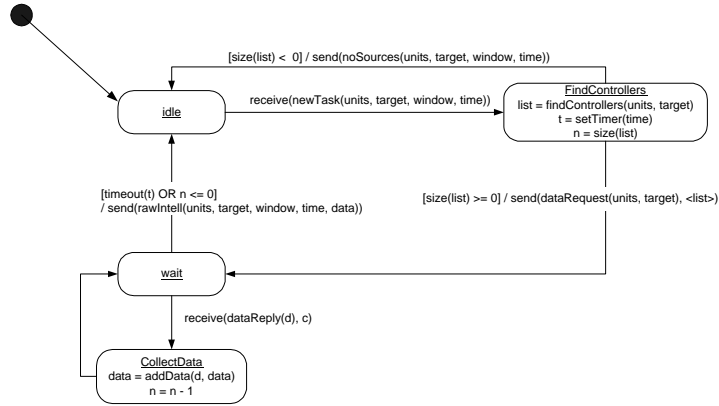 [size(list) < 0] / send(noSources(units, target, window, time))
FindControllers
list = findControllers(units, target)
t = setTimer(time)
n = size(list)
receive(newTask(units, target, window, time))
idle
[timeout(t) OR n <= 0]
/ send(rawIntell(units, target, window, time, data))
[size(list) >= 0] / send(dataRequest(units, target), <list>)
wait
receive(dataReply(d), c)
CollectData
data = addData(d, data)
n = n - 1